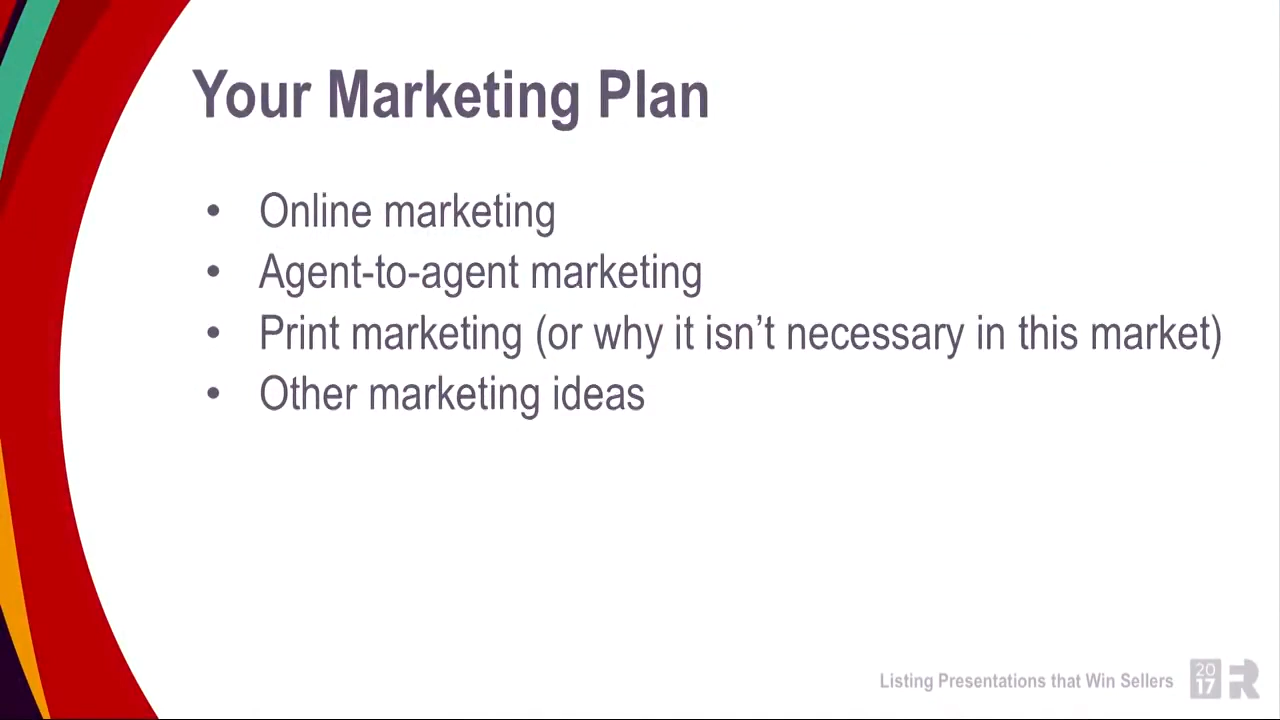 Your Marketing Plan
• Online marketing
• Agent-to-agent marketing
• Print marketing (or why it isn’t necessary in this market)
• Other marketing ideas
Listing Presentations that Win Sellers
20
17 R